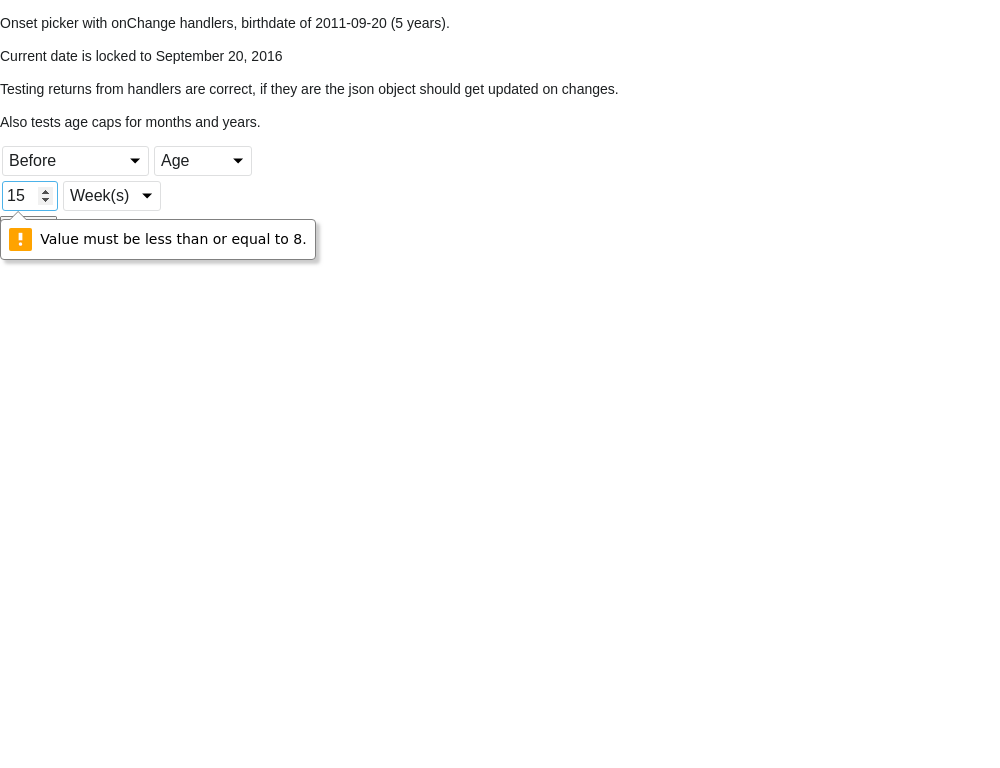 Onset picker with onChange handlers, birthdate of 2011-09-20 (5 years).
Current date is locked to September 20, 2016
Testing returns from handlers are correct, if they are the json object should get updated on changes.
Also tests age caps for months and years.
Before Age
15 Week(s)
Value must be less than or equal to 8.